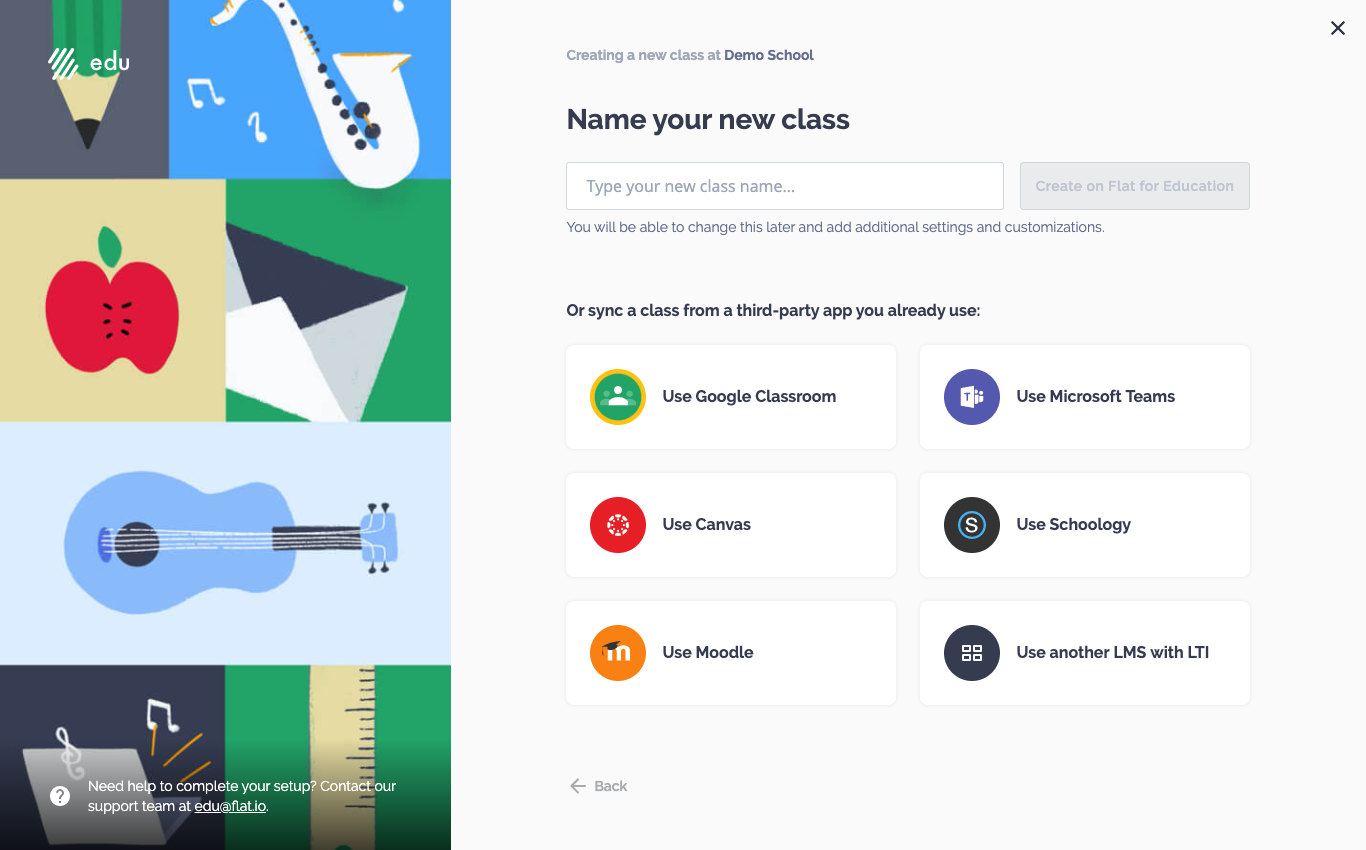 edu
Creating a new class at Demo School
Name your new class
Type your new class name...
Create on Flat for Education
You will be able to change this later and add additional settings and customizations.
Or sync a class from a third-party app you already use:
Use Google Classroom
T
Use Microsoft Teams
Use Canvas
S
Use Schoology
m
Use Moodle
Use another LMS with LTI
Need help to complete your setup? Contact our
support team at edu@flat.io.
Back